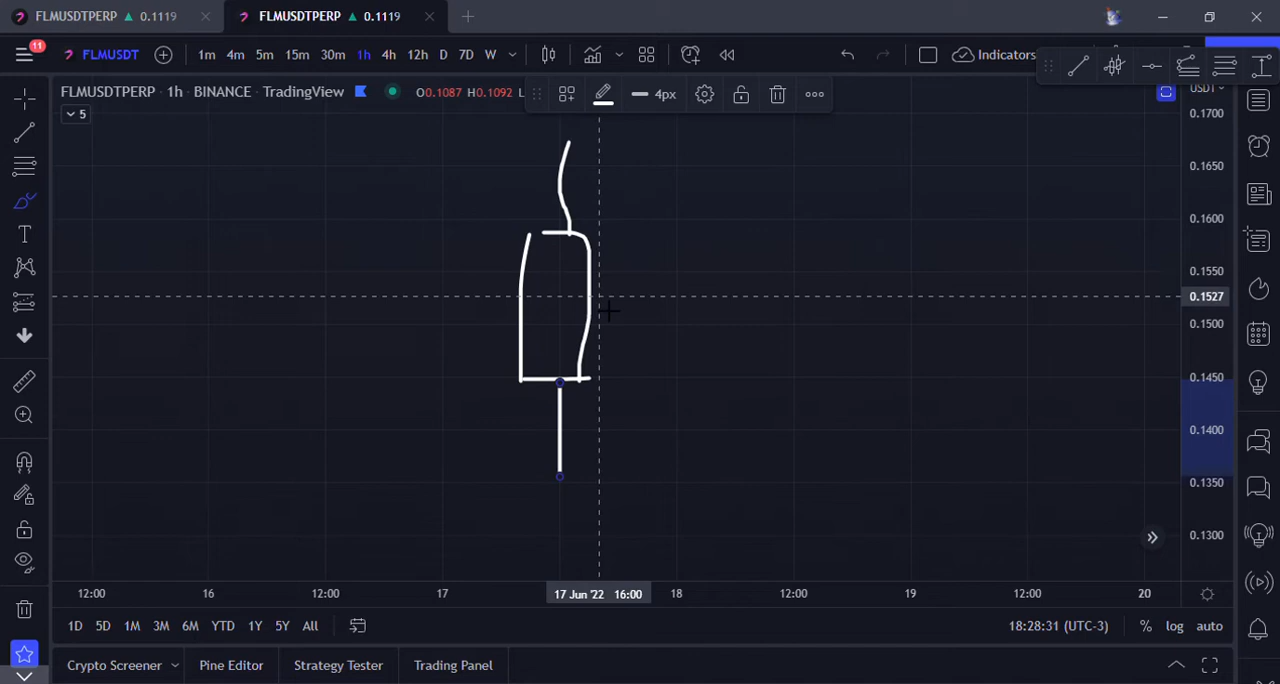 FLMUSDTPERP ▲ 0.1119
FLMUSDTPERP ▲ 0.1119
11
FLMUSDT
1m 4m 5m 15m 30m 1h 4h 12h D 7D W
Indicators
FLMUSDTPERP · 1h · BINANCE · TradingView
O0.1087 H0.1092 L
4px
5
USDT
0.1700
0.1650
0.1600
0.1550
0.1527
0.1500
0.1450
0.1400
0.1350
0.1300
12:00 16 12:00 17 17 Jun '22 16:00 18 12:00 19 12:00 20
1D 5D 1M 3M 6M YTD 1Y 5Y All
18:28:31 (UTC-3) % log auto
Crypto Screener Pine Editor Strategy Tester Trading Panel